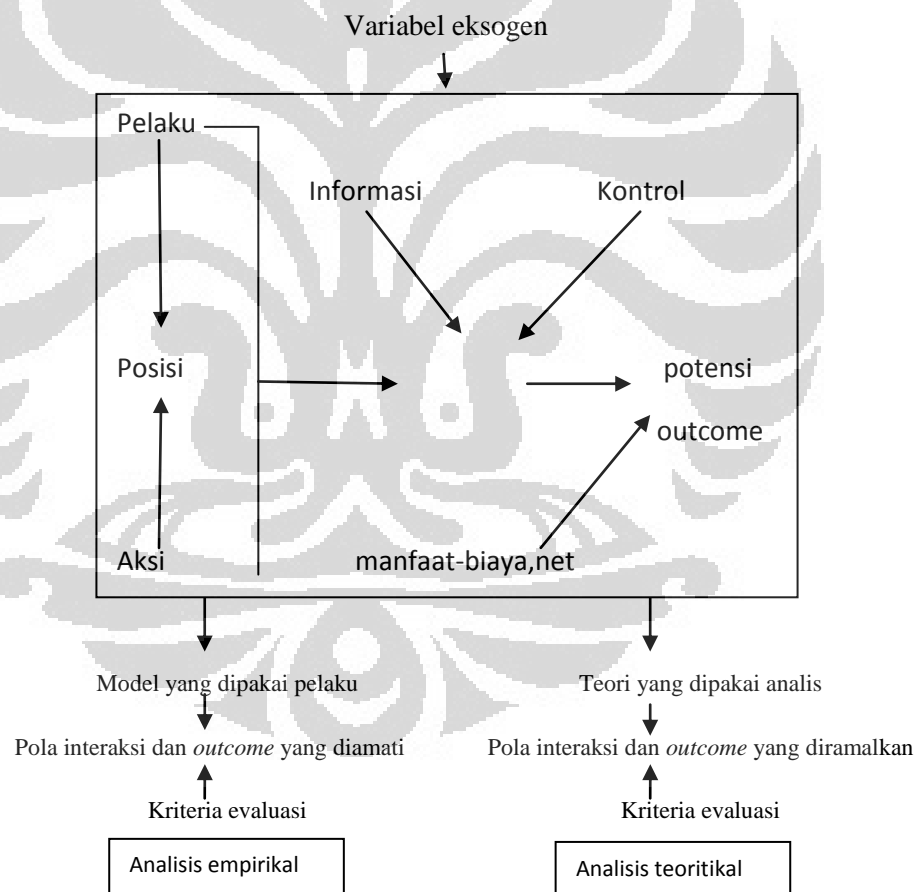 Variabel eksogen
Pelaku
Informasi
Kontrol
Posisi
potensi
outcome
Aksi
manfaat-biaya,net
Model yang dipakai pelaku
Teori yang dipakai analis
Pola interaksi dan outcome yang diamati
Pola interaksi dan outcome yang diramalkan
Kriteria evaluasi
Kriteria evaluasi
Analisis empirikal
Analisis teoritikal